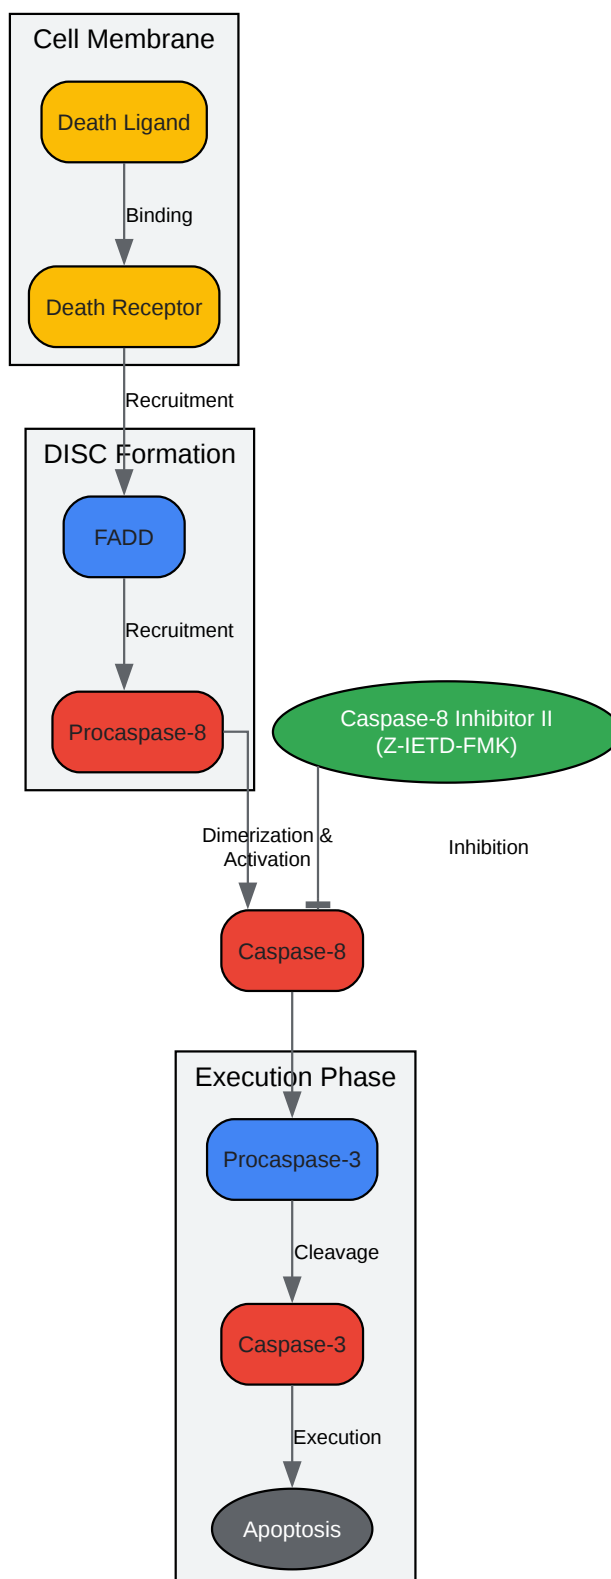 Cell Membrane
Death Ligand
Binding
Death Receptor
Recruitment
DISC Formation
FADD
Recruitment
Procaspase-8
Caspase-8 Inhibitor II
(Z-IETD-FMK)
Dimerization &
Activation
Inhibition
Caspase-8
Execution Phase
Procaspase-3
Cleavage
Caspase-3
Execution
Apoptosis